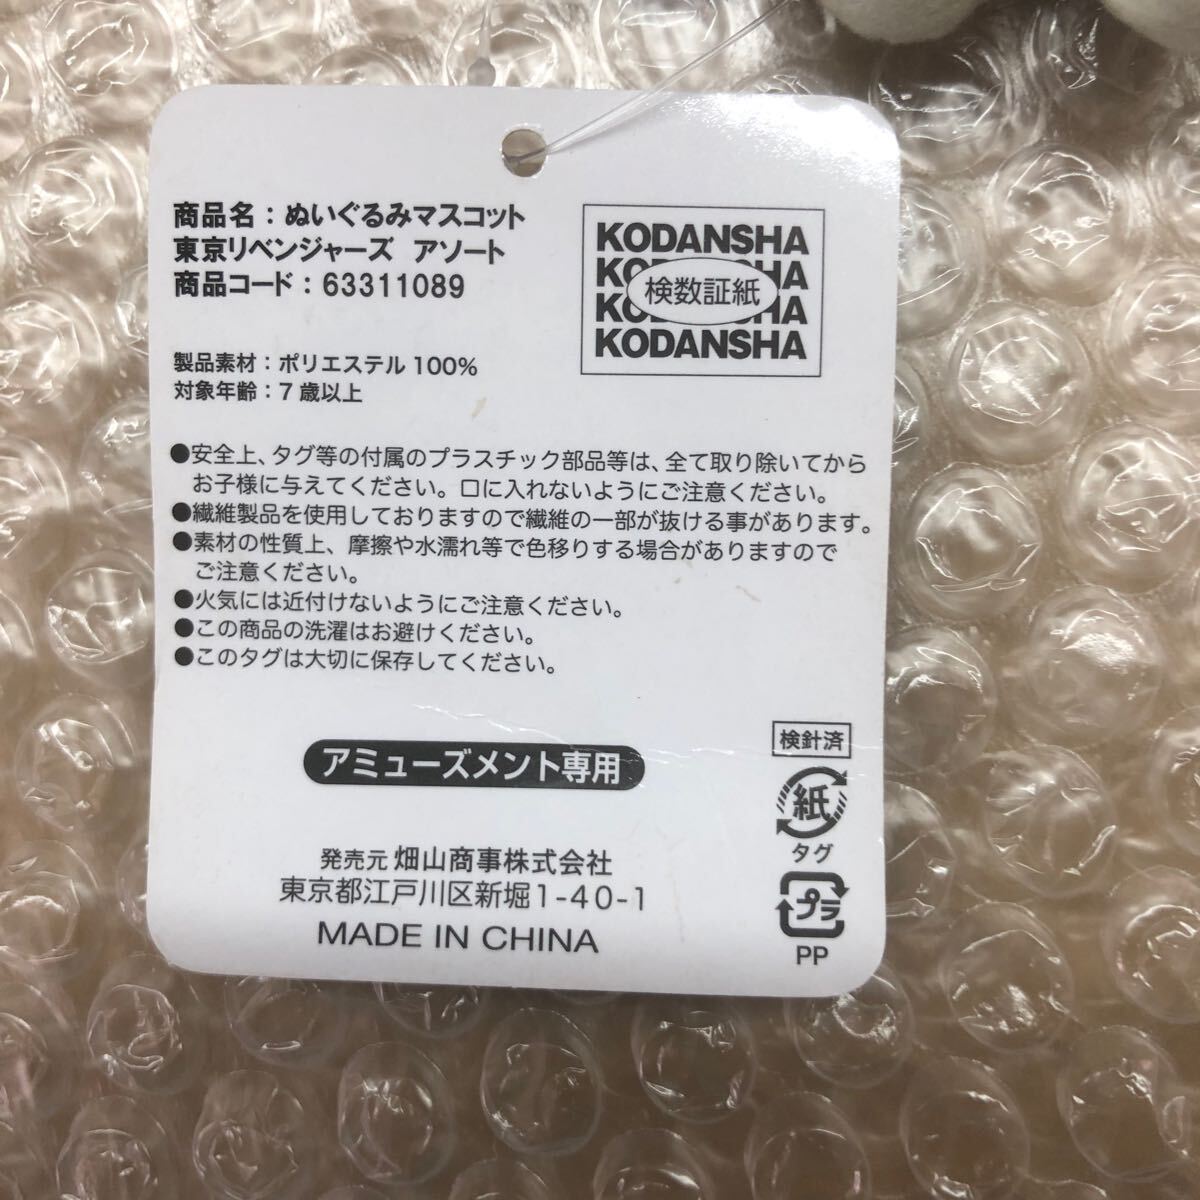 商品名：ぬいぐるみマスコット
東京リベンジャーズ　アソート
商品コード：63311089
KODANSHA
KODANSHA
検数証紙
KODANSHA
KODANSHA
製品素材：ポリエステル 100%
対象年齢：7 歳以上
●安全上、タグ等の付属のプラスチック部品等は、全て取り除いてから
お子様に与えてください。口に入れないようにご注意ください。
●繊維製品を使用しておりますので繊維の一部が抜ける事があります。
●素材の性質上、摩擦や水濡れ等で色移りする場合がありますので
ご注意ください。
●火気には近付けないようにご注意ください。
●この商品の洗濯はお避けください。
●このタグは大切に保存してください。
アミューズメント専用
検針済
紙
タグ
プラ
PP
発売元 畑山商事株式会社
東京都江戸川区新堀1-40-1
MADE IN CHINA